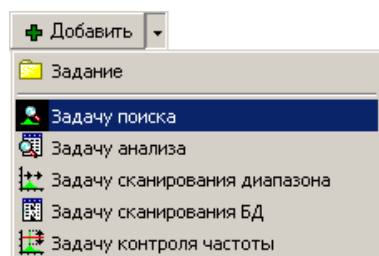 Добавить
Задание
Задачу поиска
Задачу анализа
Задачу сканирования диапазона
Задачу сканирования БД
Задачу контроля частоты